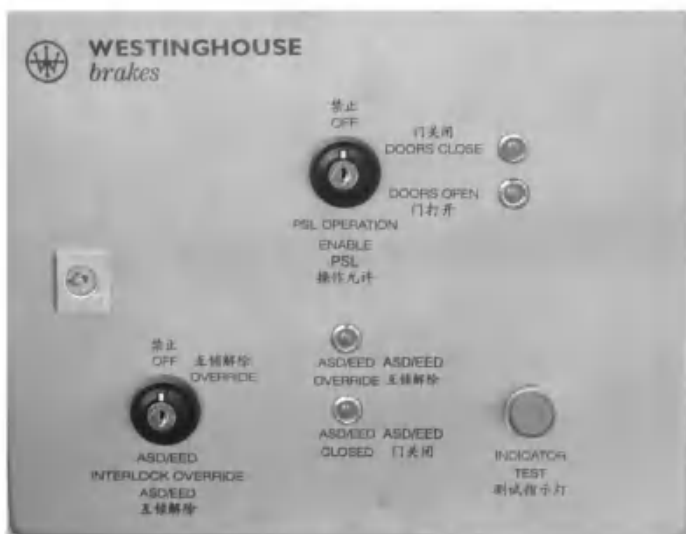 WESTINGHOUSE
brakes
禁止
OFF
门关闭
DOORS CLOSE
DOORS OPEN
门打开
PSL OPERATION
ENABLE
PSL
操作允许
禁止
OFF
互锁解除
OVERRIDE
ASD/EED
INTERLOCK OVERRIDE
ASD/EED
互锁解除
ASD/EED ASD/EED
OVERRIDE 互锁解除
ASD/EED ASD/EED
CLOSED 门关闭
INDICATOR
TEST
测试指示灯